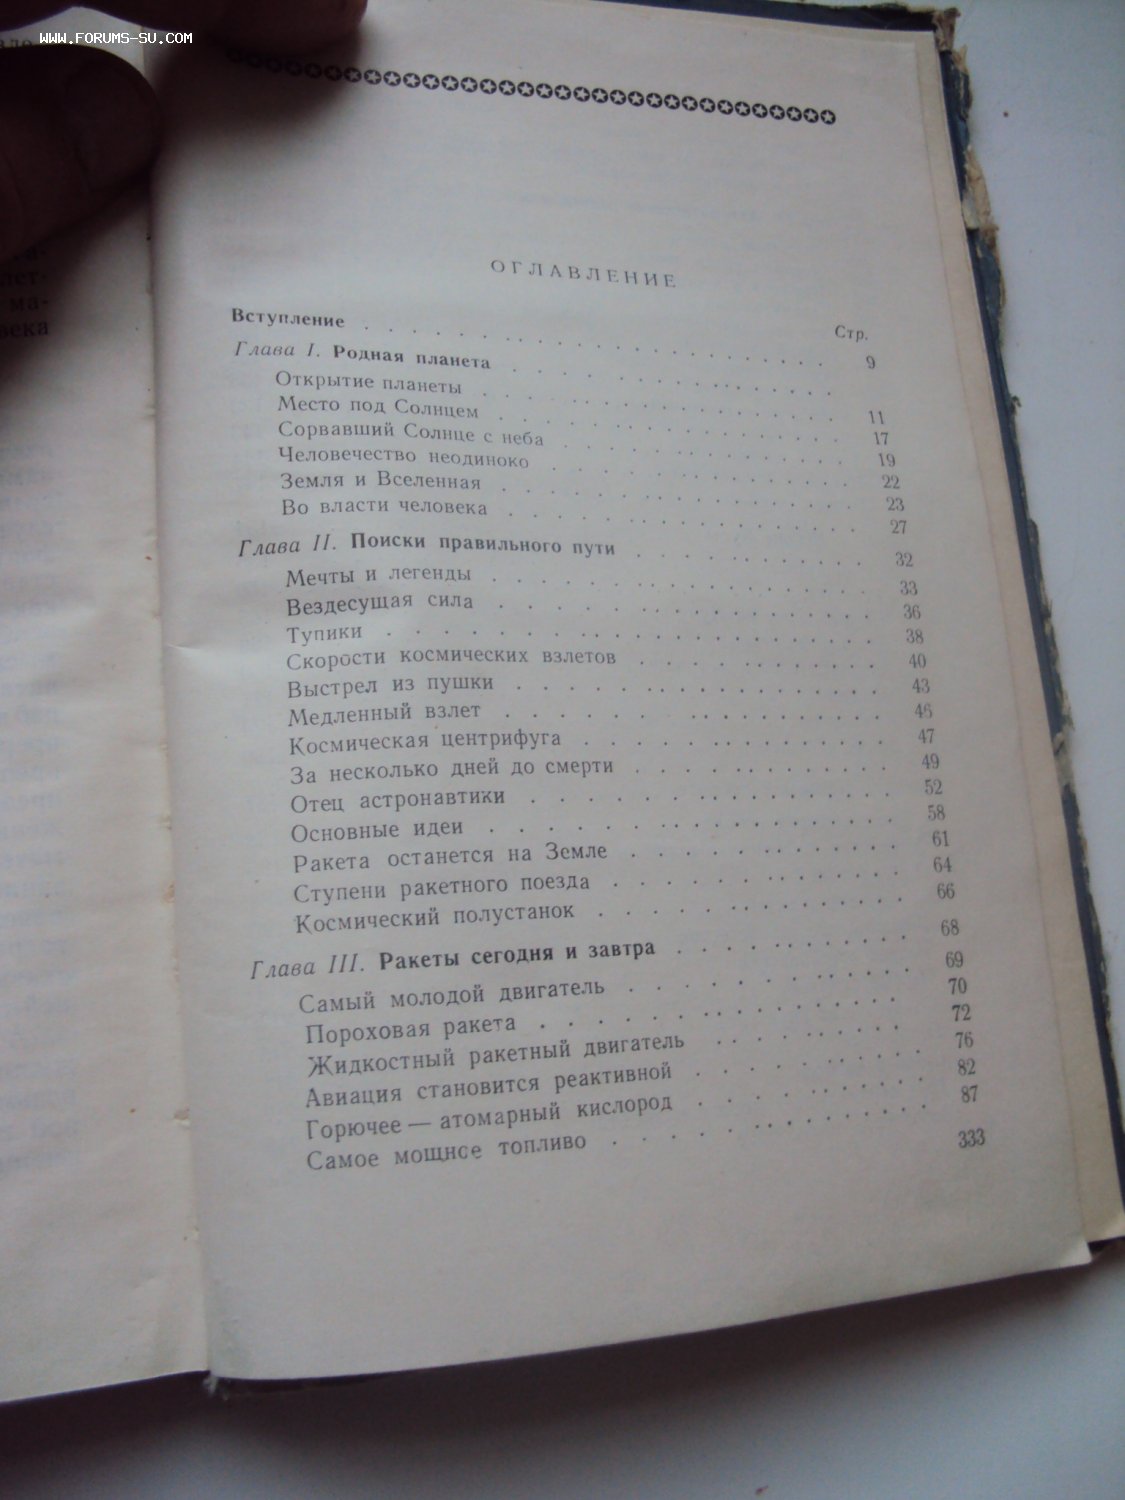 WWW.FORUMS-SU.COM
лет-
ма-
века
ОГЛАВЛЕНИЕ
Стр.
Вступление . . . . . . . . . . . . . . . . 9
Глава I. Родная планета . . . . . . . . . . . .
Открытие планеты . . . . . . . . . . . . . 11
Место под Солнцем . . . . . . . . . . . . . 17
Сорвавший Солнце с неба . . . . . . . . . . . 19
Человечество неодиноко . . . . . . . . . . . 22
Земля и Вселенная . . . . . . . . . . . . . 23
Во власти человека . . . . . . . . . . . . . 27
Глава II. Поиски правильного пути . . . . . . . . . 32
Мечты и легенды . . . . . . . . . . . . . 33
Вездесущая сила . . . . . . . . . . . . . 36
Тупики . . . . . . . . . . . . . . . . 38
Скорости космических взлетов . . . . . . . . . 40
Выстрел из пушки . . . . . . . . . . . . . 43
Медленный взлет . . . . . . . . . . . . . 46
Космическая центрифуга . . . . . . . . . . . 47
За несколько дней до смерти . . . . . . . . . 49
Отец астронавтики . . . . . . . . . . . . . 52
Основные идеи . . . . . . . . . . . . . . 58
Ракета останется на Земле . . . . . . . . . . 61
Ступени ракетного поезда . . . . . . . . . . 64
Космический полустанок . . . . . . . . . . . 66
Глава III. Ракеты сегодня и завтра . . . . . . . . . 68
Самый молодой двигатель . . . . . . . . . . 69
Пороховая ракета . . . . . . . . . . . . . 70
Жидкостный ракетный двигатель . . . . . . . . 72
Авиация становится реактивной . . . . . . . . 76
Горючее — атомарный кислород . . . . . . . . 82
Самое мощнсе топливо . . . . . . . . . . . 87
333